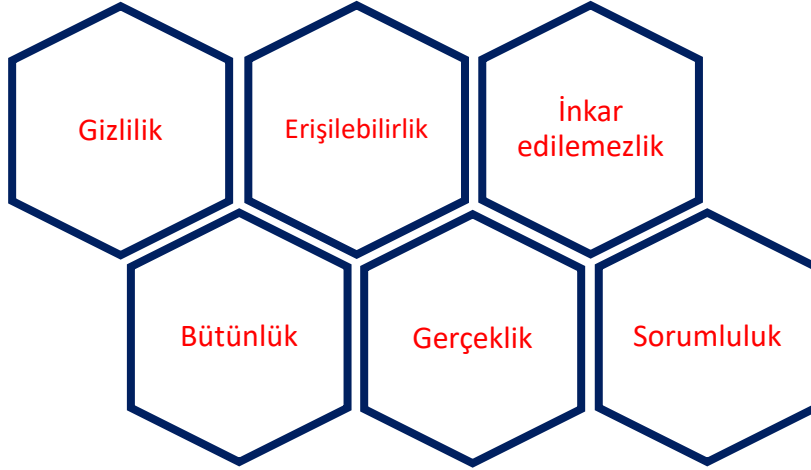 Gizlilik
Erişilebilirlik
İnkar
edilemezlik
Bütünlük
Gerçeklik
Sorumluluk